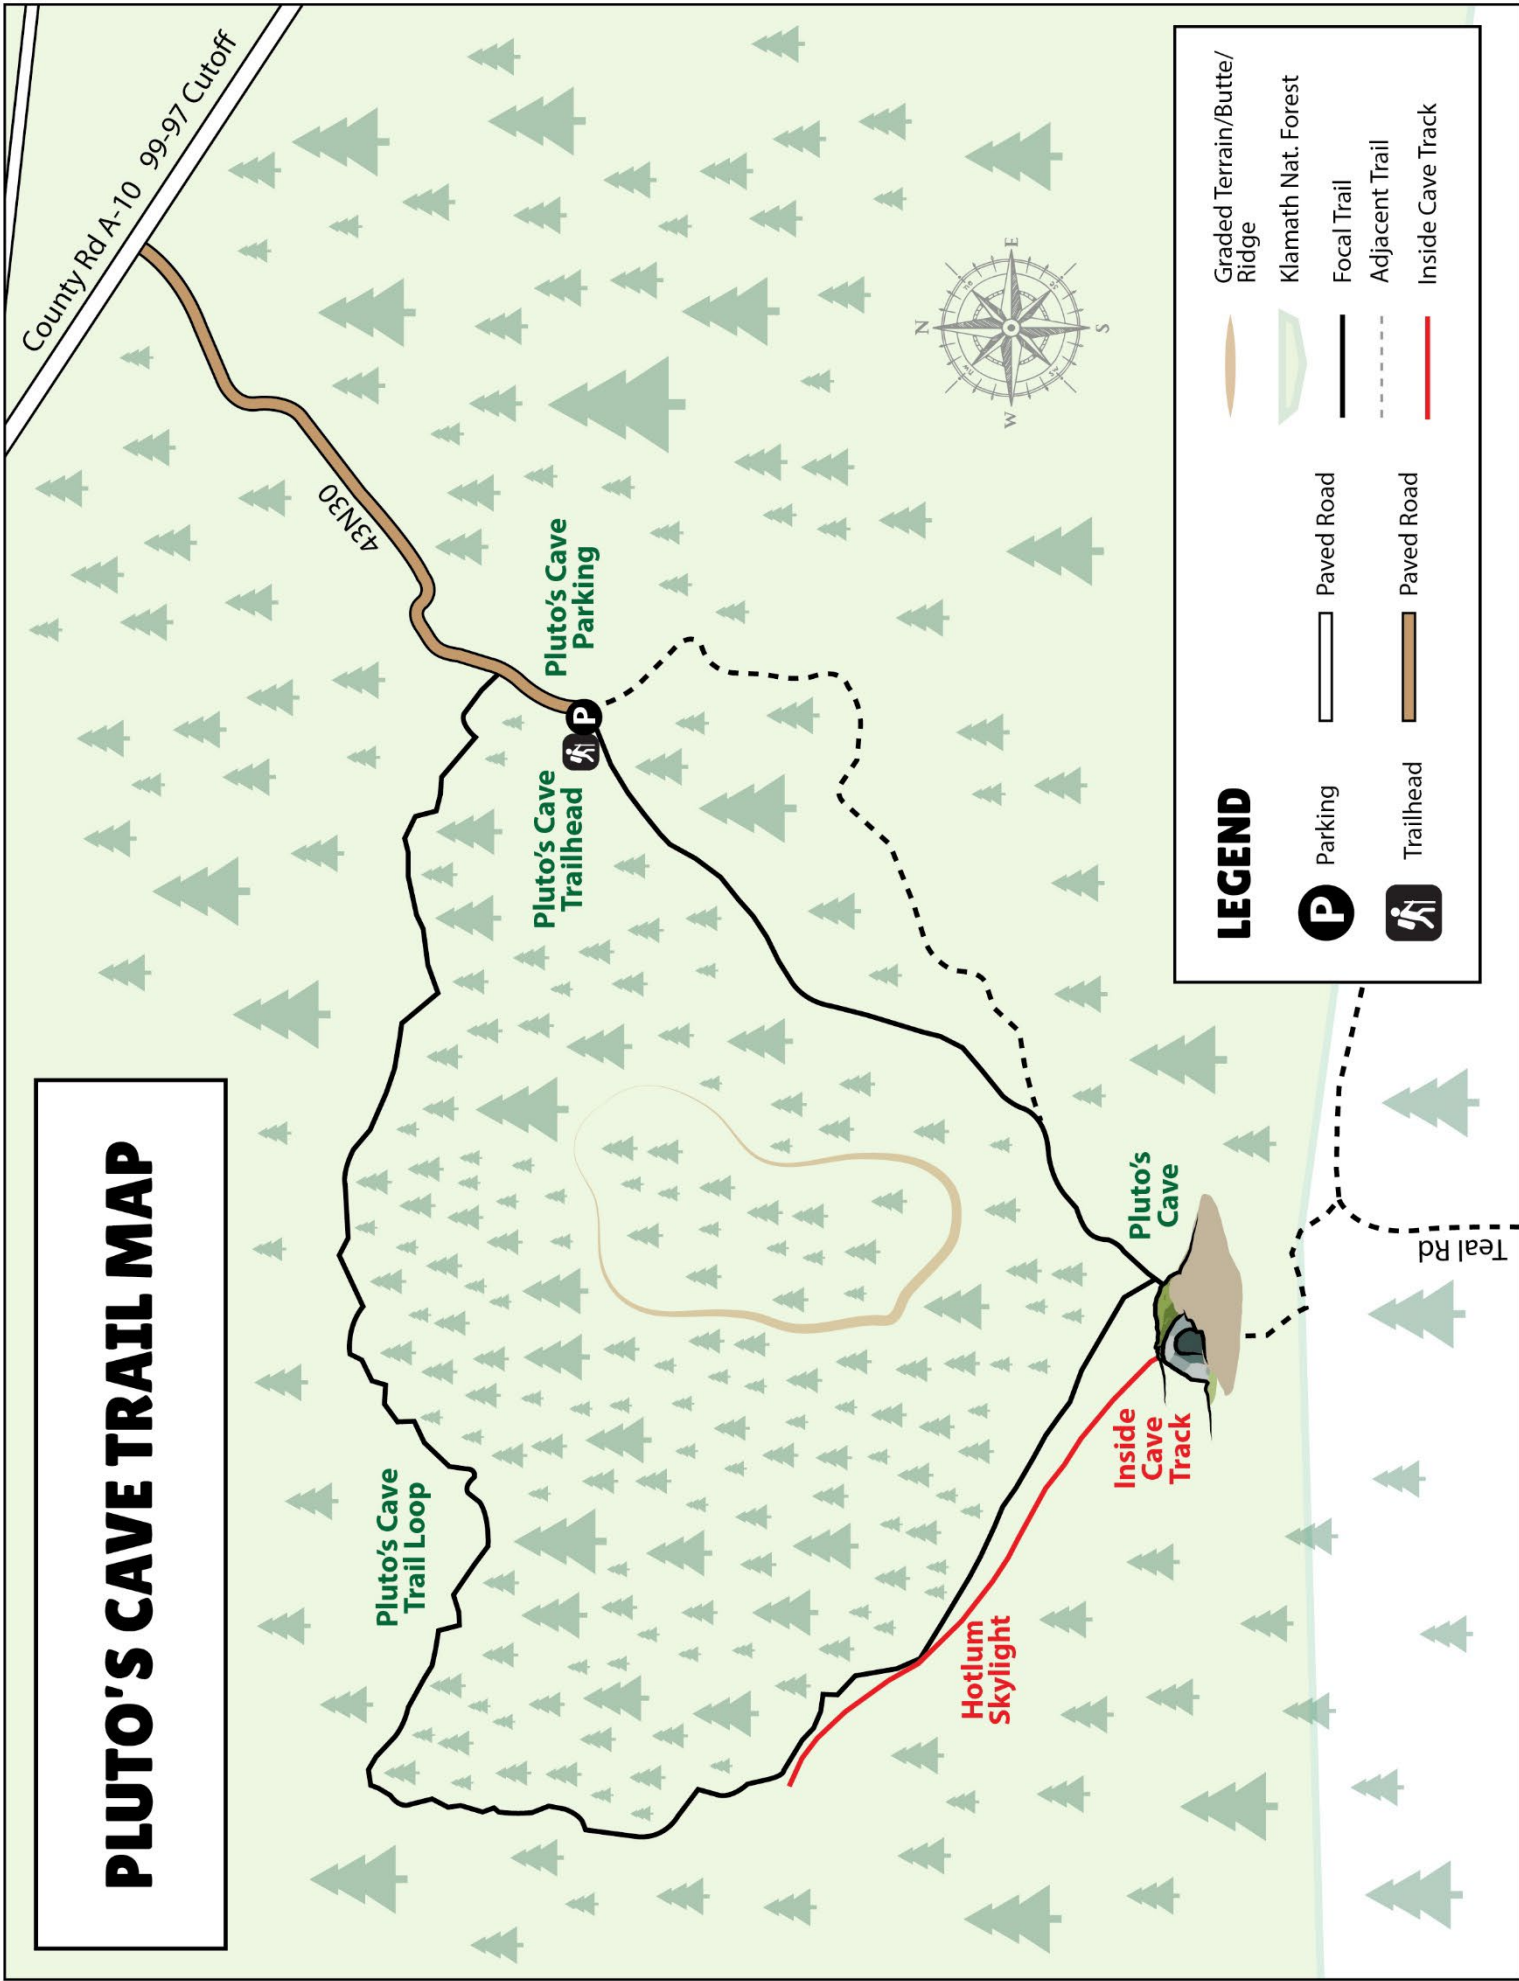 PLUTO'S CAVE TRAIL MAP
County Rd A-10 99-97 Cutoff
43N30
Pluto's Cave
Parking
P
Pluto's Cave
Trailhead
Pluto's Cave
Trail Loop
Pluto's
Cave
Inside
Cave
Track
Hotlum
Skylight
Teal Rd
N
E
S
W
LEGEND
P
Parking
Trailhead
Paved Road
Paved Road
Graded Terrain/Butte/
Ridge
Klamath Nat. Forest
Focal Trail
Adjacent Trail
Inside Cave Track